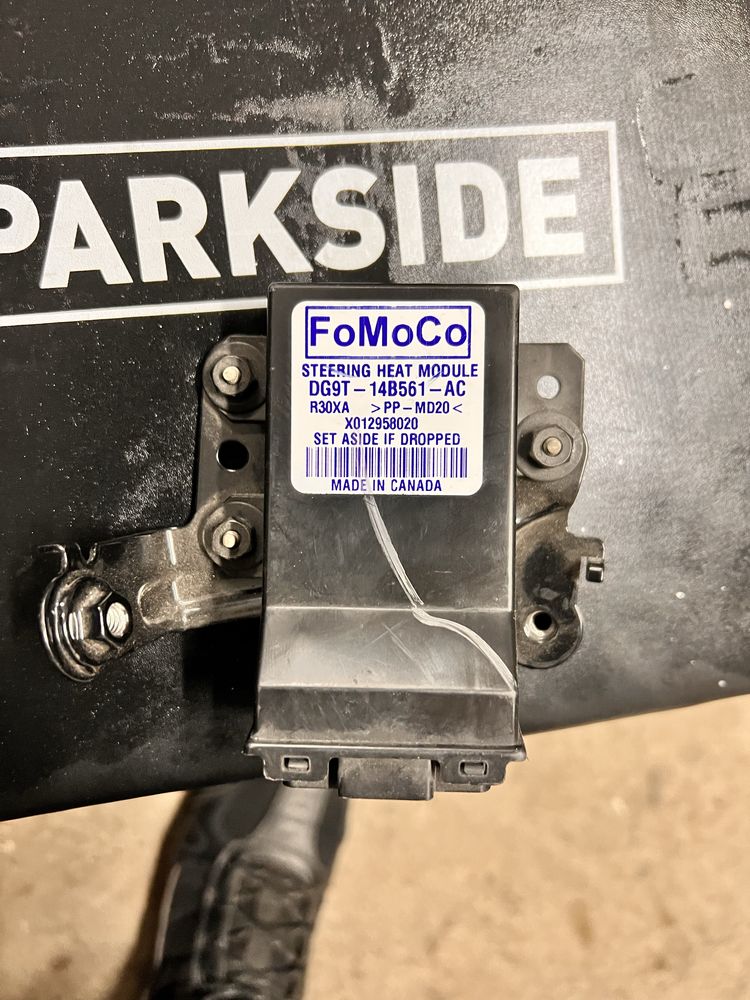 PARKSIDE
FoMoCo
STEERING HEAT MODULE
DG9T-14B561-AC
R30XA >PP-MD20<
X012958020
SET ASIDE IF DROPPED
MADE IN CANADA